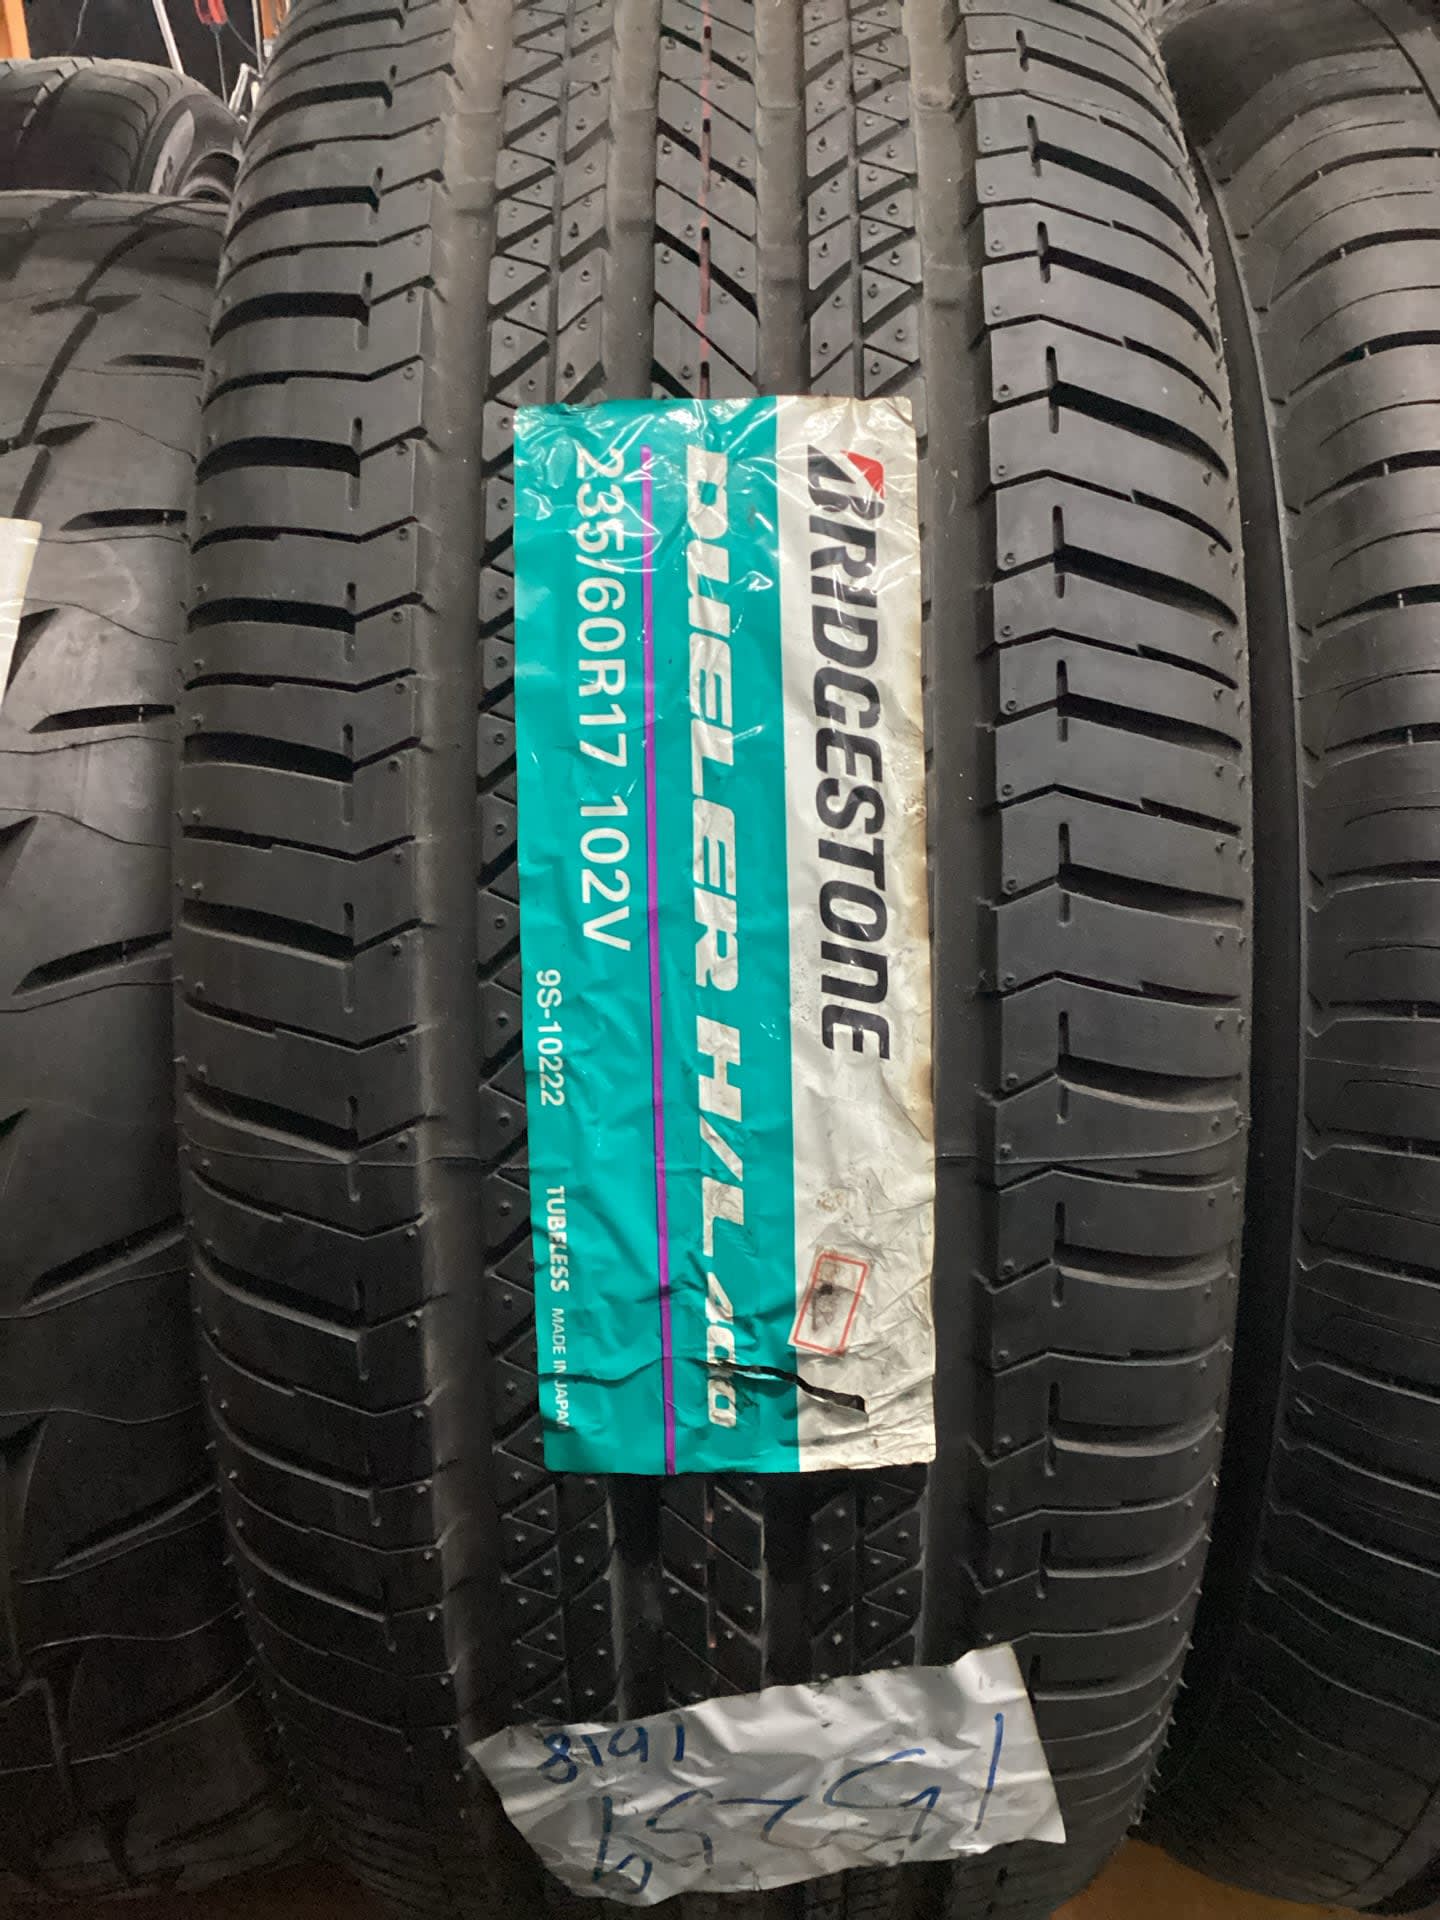 BRIDGESTONE
DUELER H/L 400
235/60R17 102V
9S-10222
TUBELESS MADE IN JAPAN